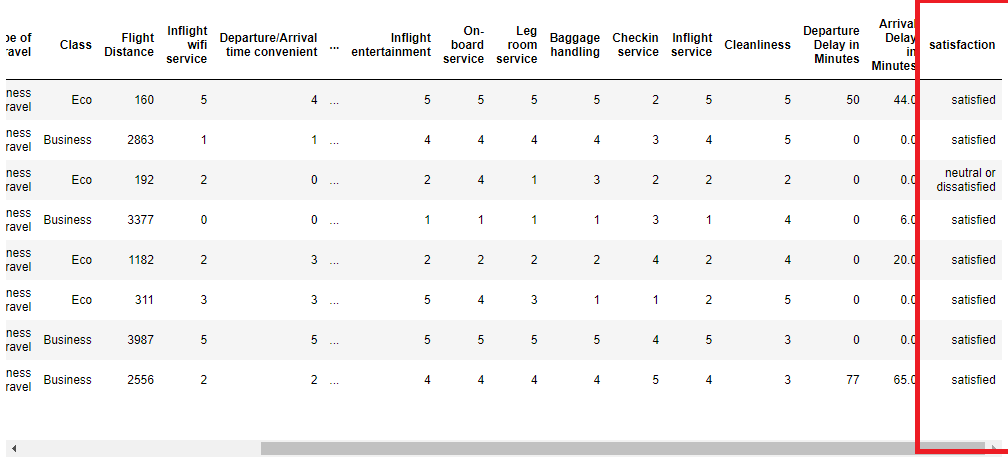 pe of ravel Class Flight Distance Inflight wifi service Departure/Arrival time convenient ... Inflight entertainment On-board service Leg room service Baggage handling Checkin service Inflight service Cleanliness Departure Delay in Minutes Arrival Delay in Minutes satisfaction
ness ravel Eco 160 5 4 ... 5 5 5 5 2 5 5 50 44.0 satisfied
ness ravel Business 2863 1 1 ... 4 4 4 4 3 4 5 0 0.0 satisfied
ness ravel Eco 192 2 0 ... 2 4 1 3 2 2 2 0 0.0 neutral or dissatisfied
ness ravel Business 3377 0 0 ... 1 1 1 1 3 1 4 0 6.0 satisfied
ness ravel Eco 1182 2 3 ... 2 2 2 2 4 2 4 0 20.0 satisfied
ness ravel Eco 311 3 3 ... 5 4 3 1 1 2 5 0 0.0 satisfied
ness ravel Business 3987 5 5 ... 5 5 5 5 4 5 3 0 0.0 satisfied
ness ravel Business 2556 2 2 ... 4 4 4 4 5 4 3 77 65.0 satisfied